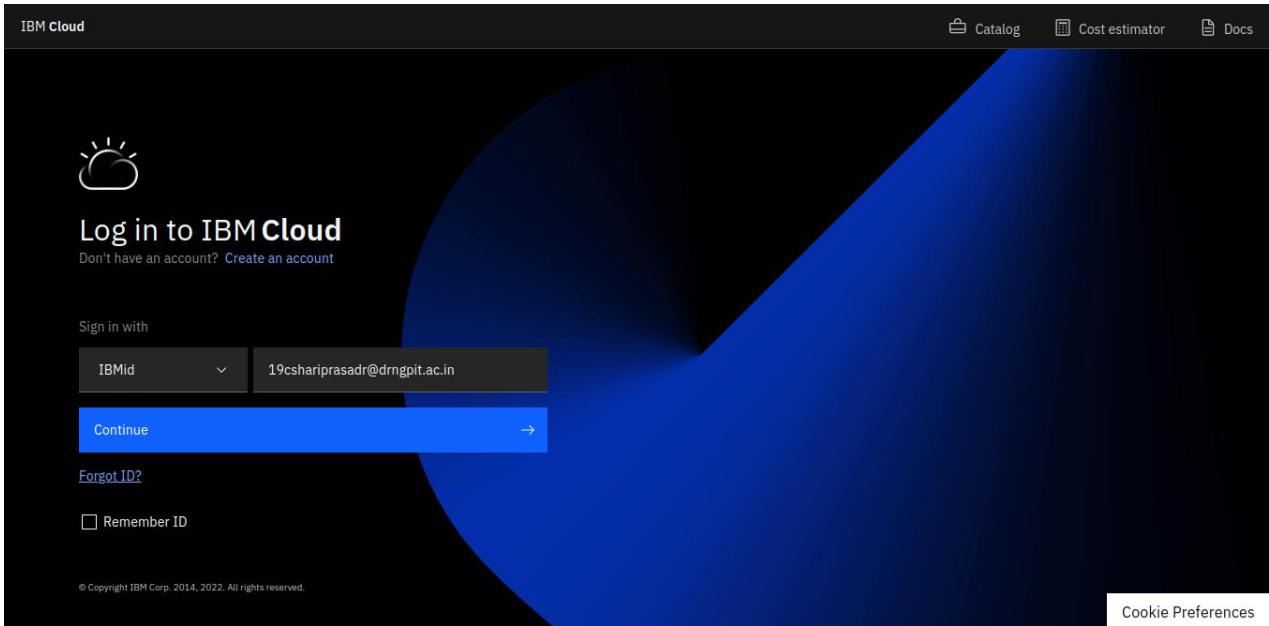 IBM Cloud
Catalog
Cost estimator
Docs
Log in to IBM Cloud
Don't have an account? Create an account
Sign in with
IBMid
19cshariprasadr@drngpit.ac.in
Continue
Forgot ID?
Remember ID
© Copyright IBM Corp. 2014, 2022. All rights reserved.
Cookie Preferences